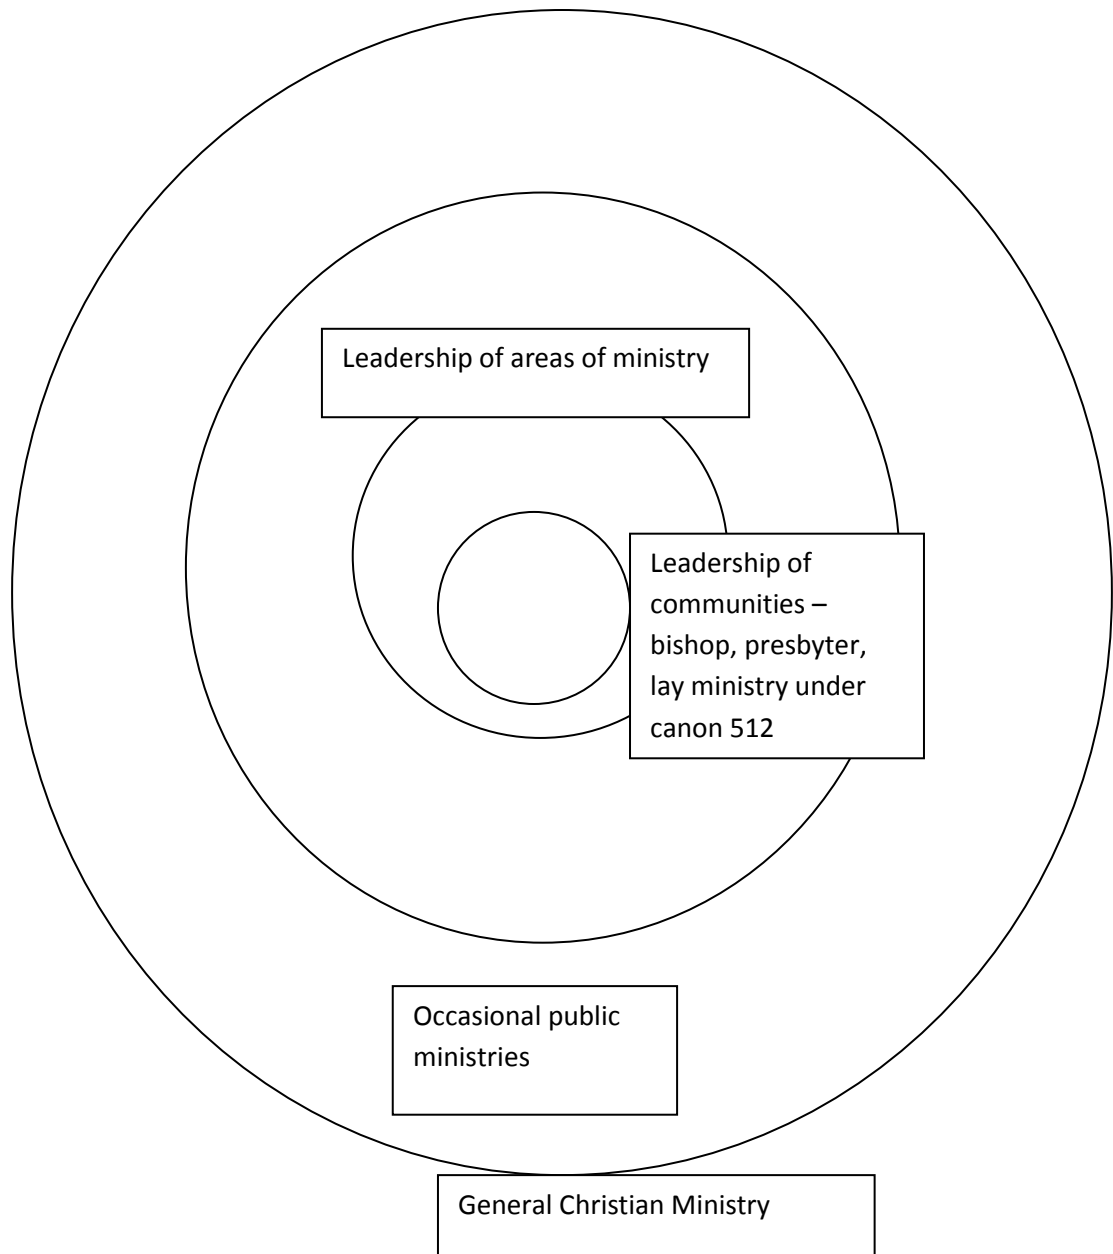 Leadership of areas of ministry
Leadership of
communities –
bishop, presbyter,
lay ministry under
canon 512
Occasional public
ministries
General Christian Ministry